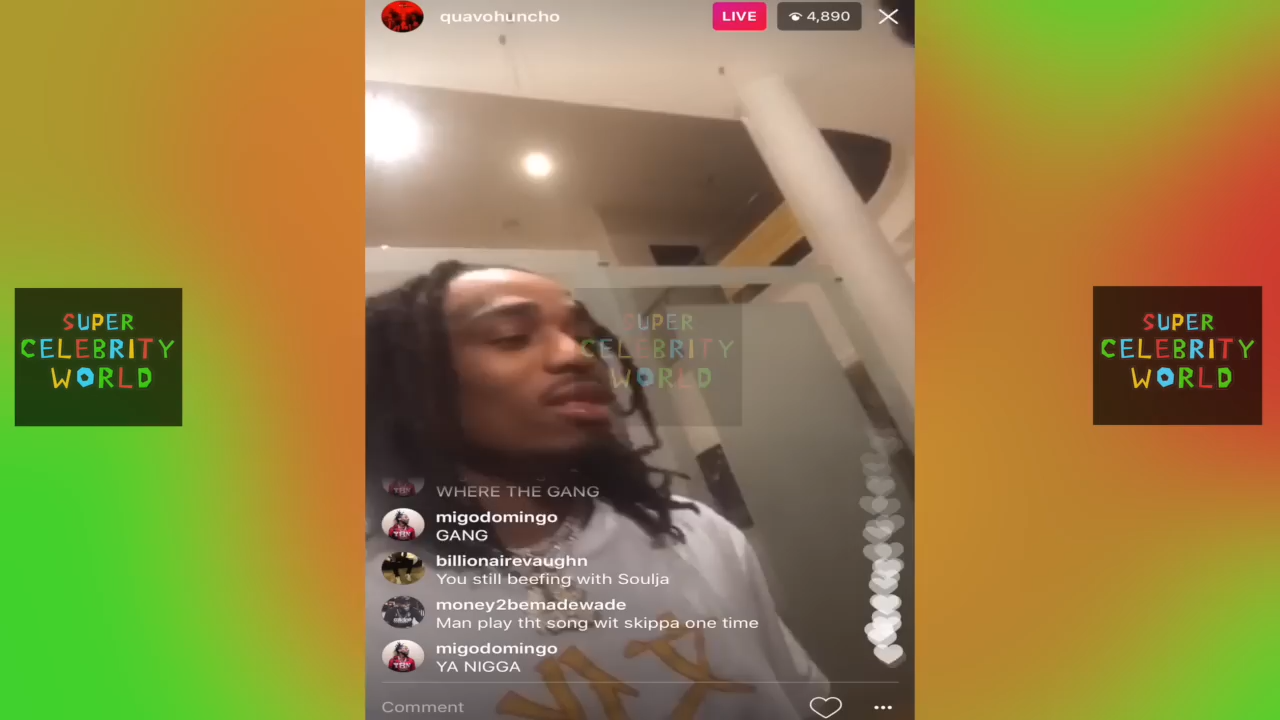 quavohuncho
LIVE
4,890
SUPER
CELEBRITY
WORLD
SUPER
CELEBRITY
WORLD
SUPER
CELEBRITY
WORLD
WHERE THE GANG
migodomingo
GANG
billionairevaughn
You still beefing with Soulja
money2bemadewade
Man play tht song wit skippa one time
migodomingo
YA NIGGA
Comment